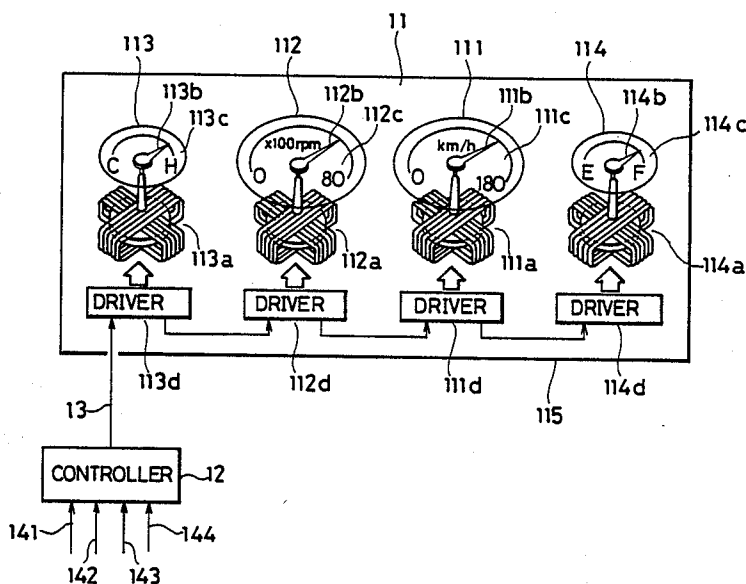 113 112 11 111 114
113b 112b 111b 114b
113c 112c 111c 114c
C H
x100rpm
0 80
km/h
0 180
E F
113a 112a 111a 114a
DRIVER DRIVER DRIVER DRIVER
113d 112d 111d 114d
115
13
CONTROLLER 12
141 144
142 143